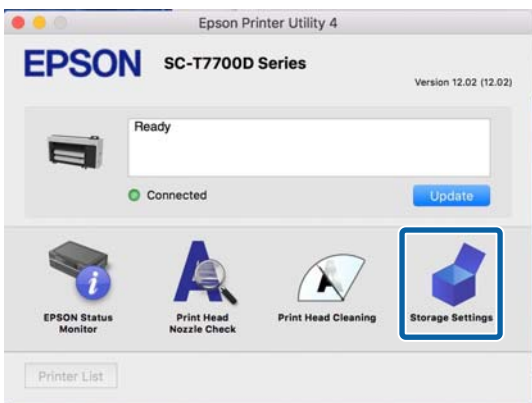 Epson Printer Utility 4
EPSON
SC-T7700D Series
Version 12.02 (12.02)
Ready
Connected
Update
EPSON Status
Monitor
Print Head
Nozzle Check
Print Head Cleaning
Storage Settings
Printer List